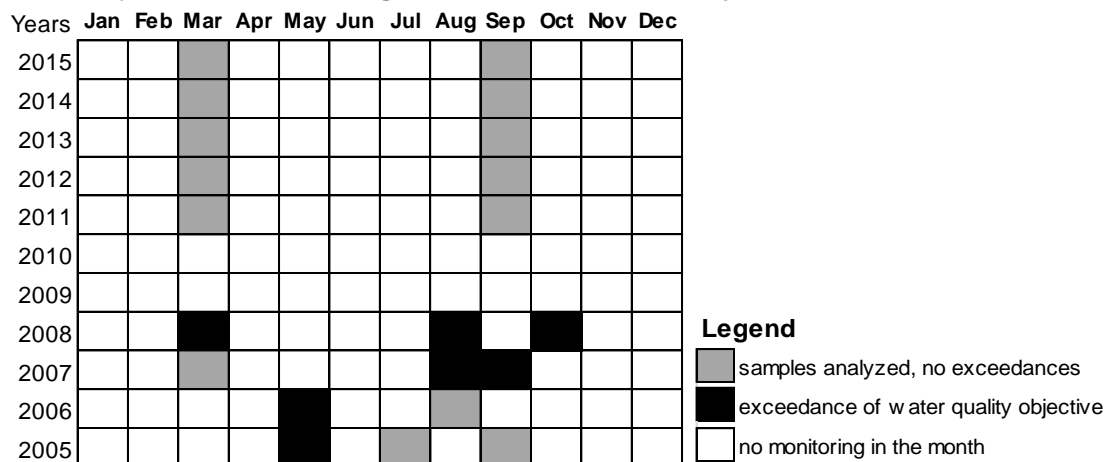 Years Jan Feb Mar Apr May Jun Jul Aug Sep Oct Nov Dec
2015
2014
2013
2012
2011
2010
2009
2008
2007
2006
2005
Legend
samples analyzed, no exceedances
exceedance of water quality objective
no monitoring in the month